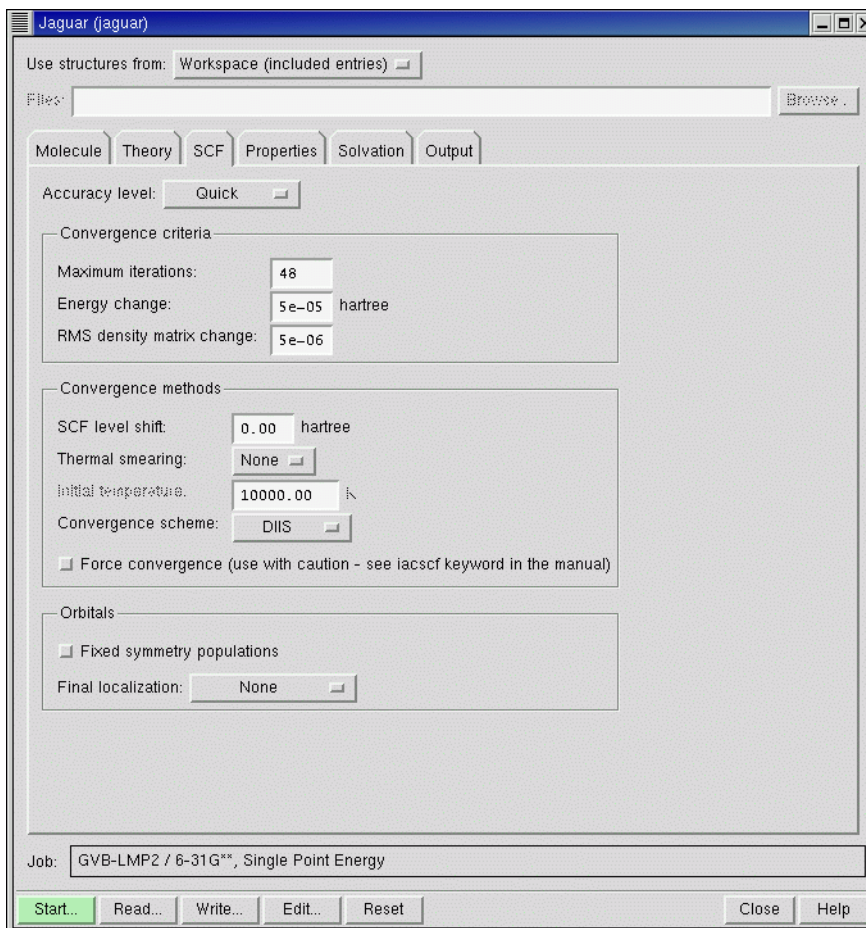 Jaguar (jaguar)
Use structures from: Workspace (included entries)
Files: Browse...
Molecule Theory SCF Properties Solvation Output
Accuracy level: Quick
Convergence criteria
Maximum iterations: 48
Energy change: 5e-05 hartree
RMS density matrix change: 5e-06
Convergence methods
SCF level shift: 0.00 hartree
Thermal smearing: None
Initial temperature: 10000.00 K
Convergence scheme: DIIS
Force convergence (use with caution - see iacscf keyword in the manual)
Orbitals
Fixed symmetry populations
Final localization: None
Job: GVB-LMP2 / 6-31G**, Single Point Energy
Start... Read... Write... Edit... Reset Close Help